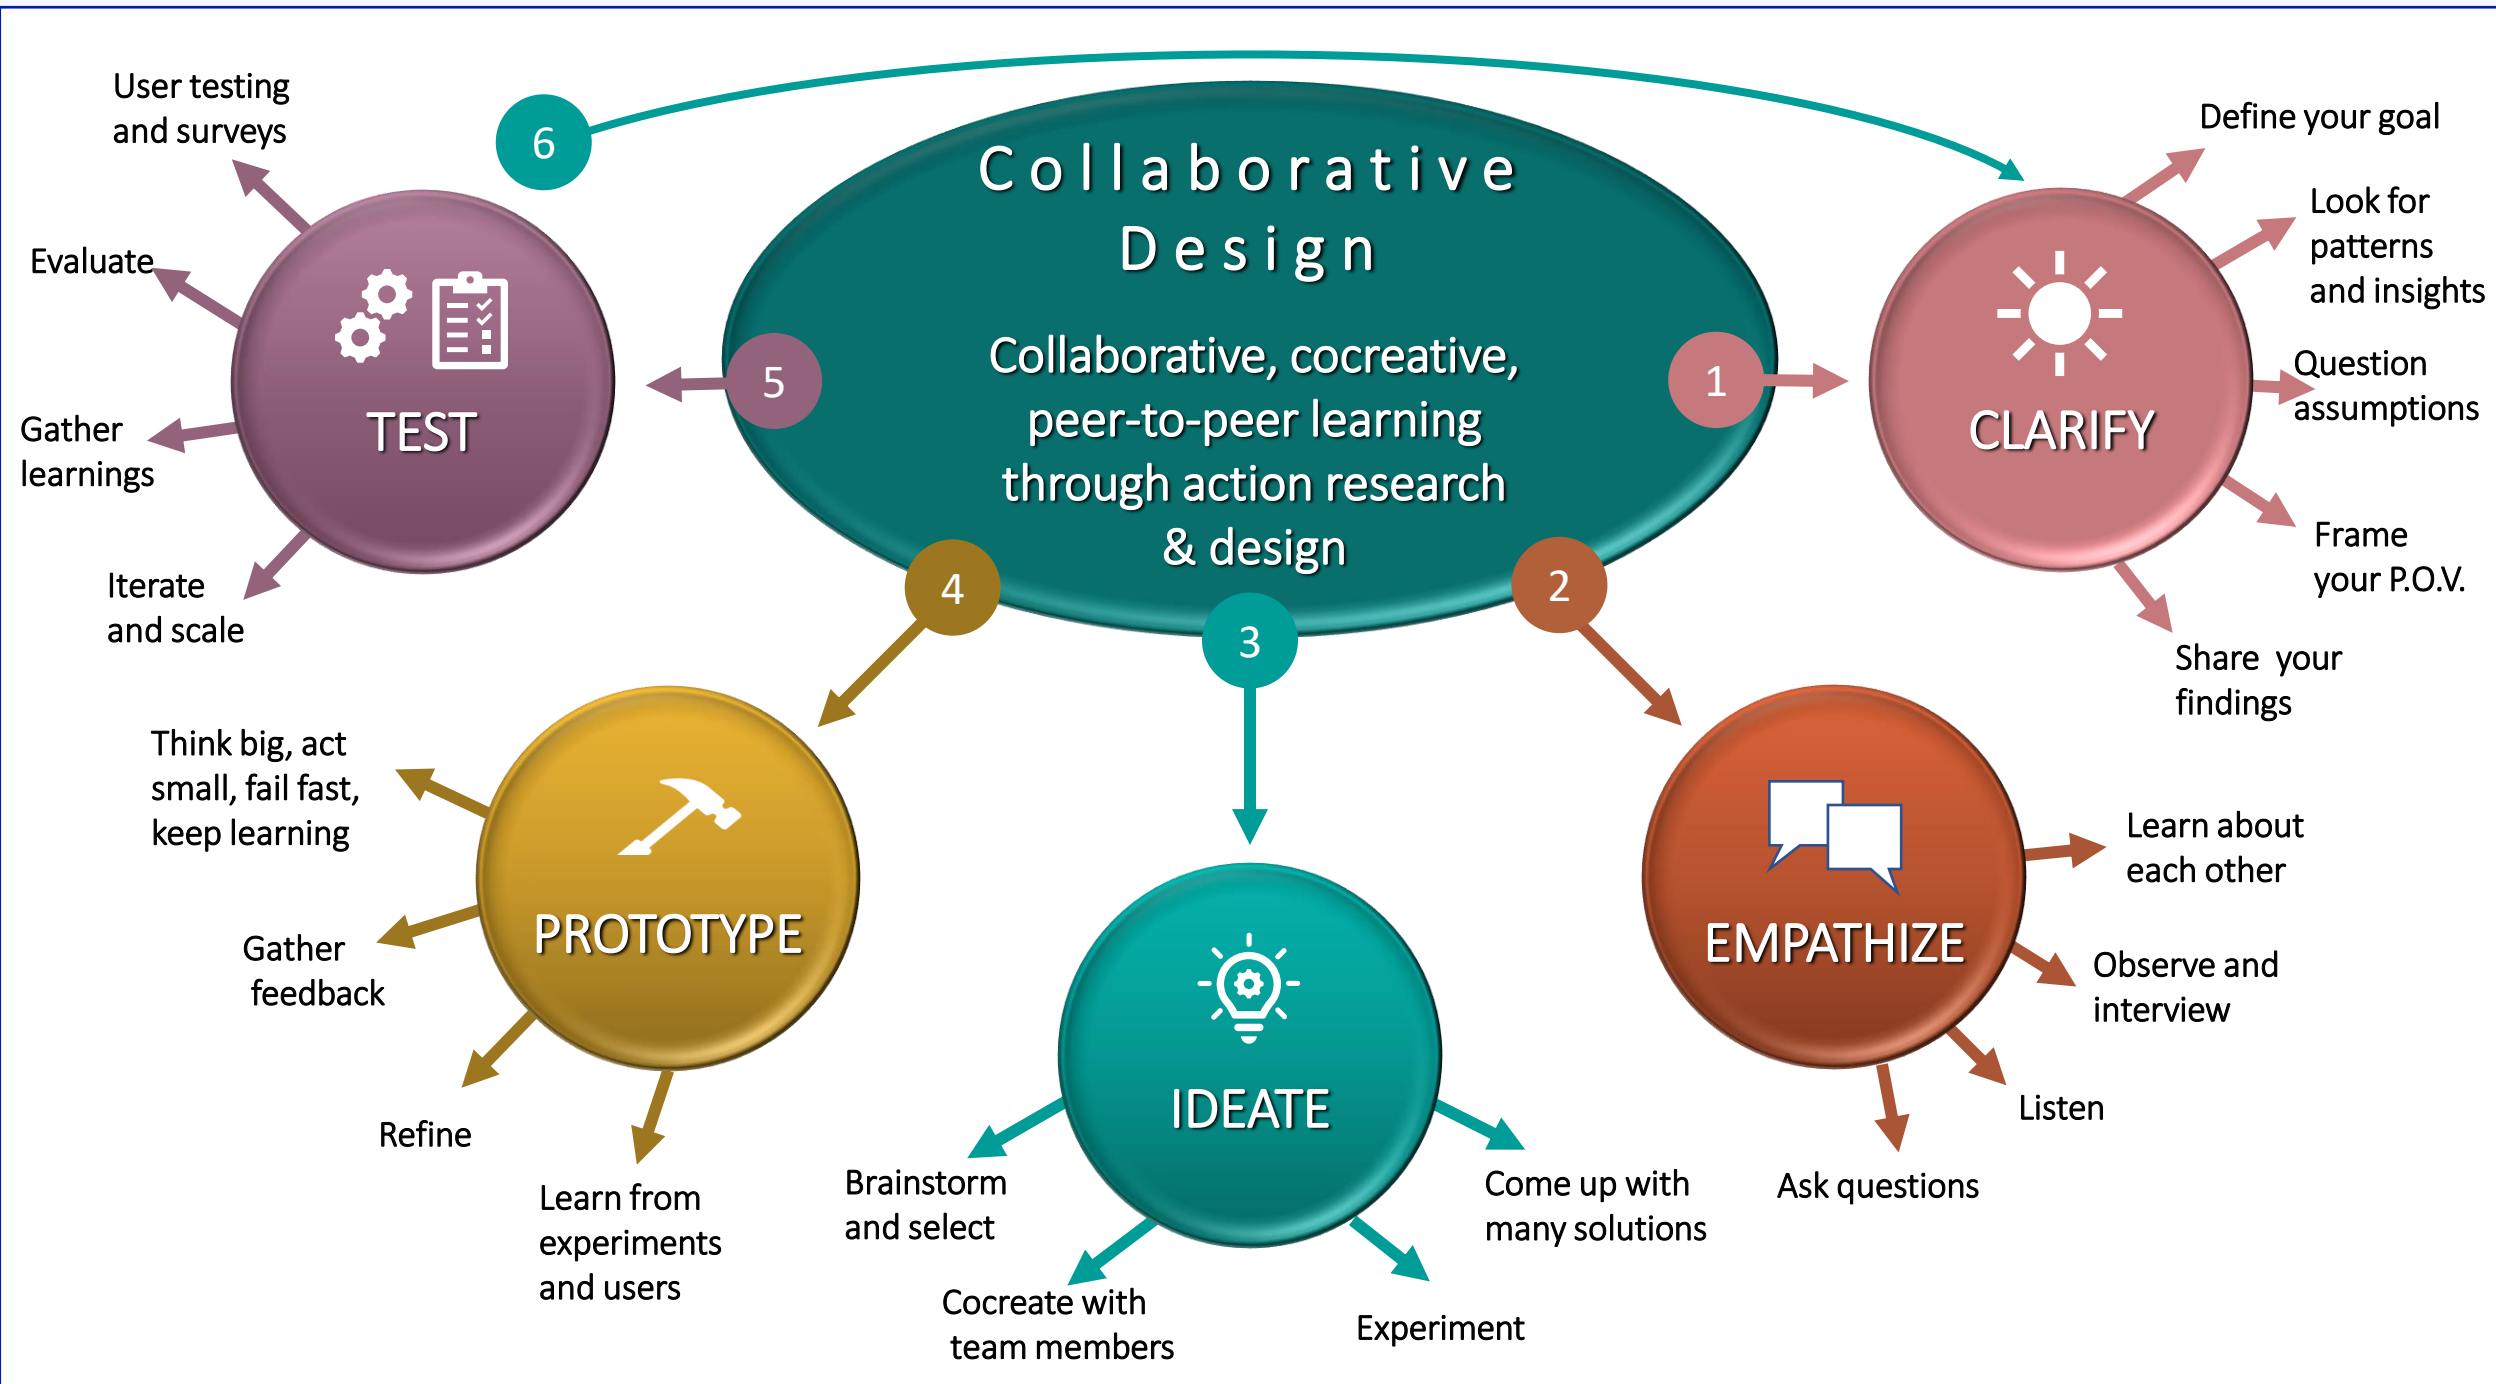 Collaborative
Design
Collaborative, cocreative,
peer-to-peer learning
through action research
& design
1
CLARIFY
Define your goal
Look for
patterns
and insights
Question
assumptions
Frame
your P.O.V.
Share your
findings
2
EMPATHIZE
Learn about
each other
Observe and
interview
Listen
Ask questions
3
IDEATE
Come up with
many solutions
Experiment
Cocreate with
team members
Brainstorm
and select
4
PROTOTYPE
Learn from
experiments
and users
Refine
Gather
feedback
Think big, act
small, fail fast,
keep learning
5
TEST
Iterate
and scale
Gather
learnings
Evaluate
User testing
and surveys
6